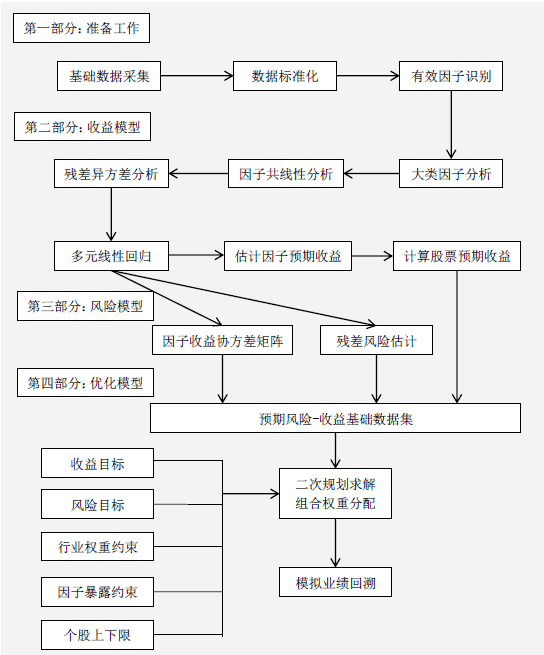 第一部分：准备工作
基础数据采集
数据标准化
有效因子识别
第二部分：收益模型
残差异方差分析
因子共线性分析
大类因子分析
多元线性回归
估计因子预期收益
计算股票预期收益
第三部分：风险模型
因子收益协方差矩阵
残差风险估计
第四部分：优化模型
预期风险-收益基础数据集
收益目标
二次规划求解
组合权重分配
风险目标
行业权重约束
模拟业绩回溯
因子暴露约束
个股上下限